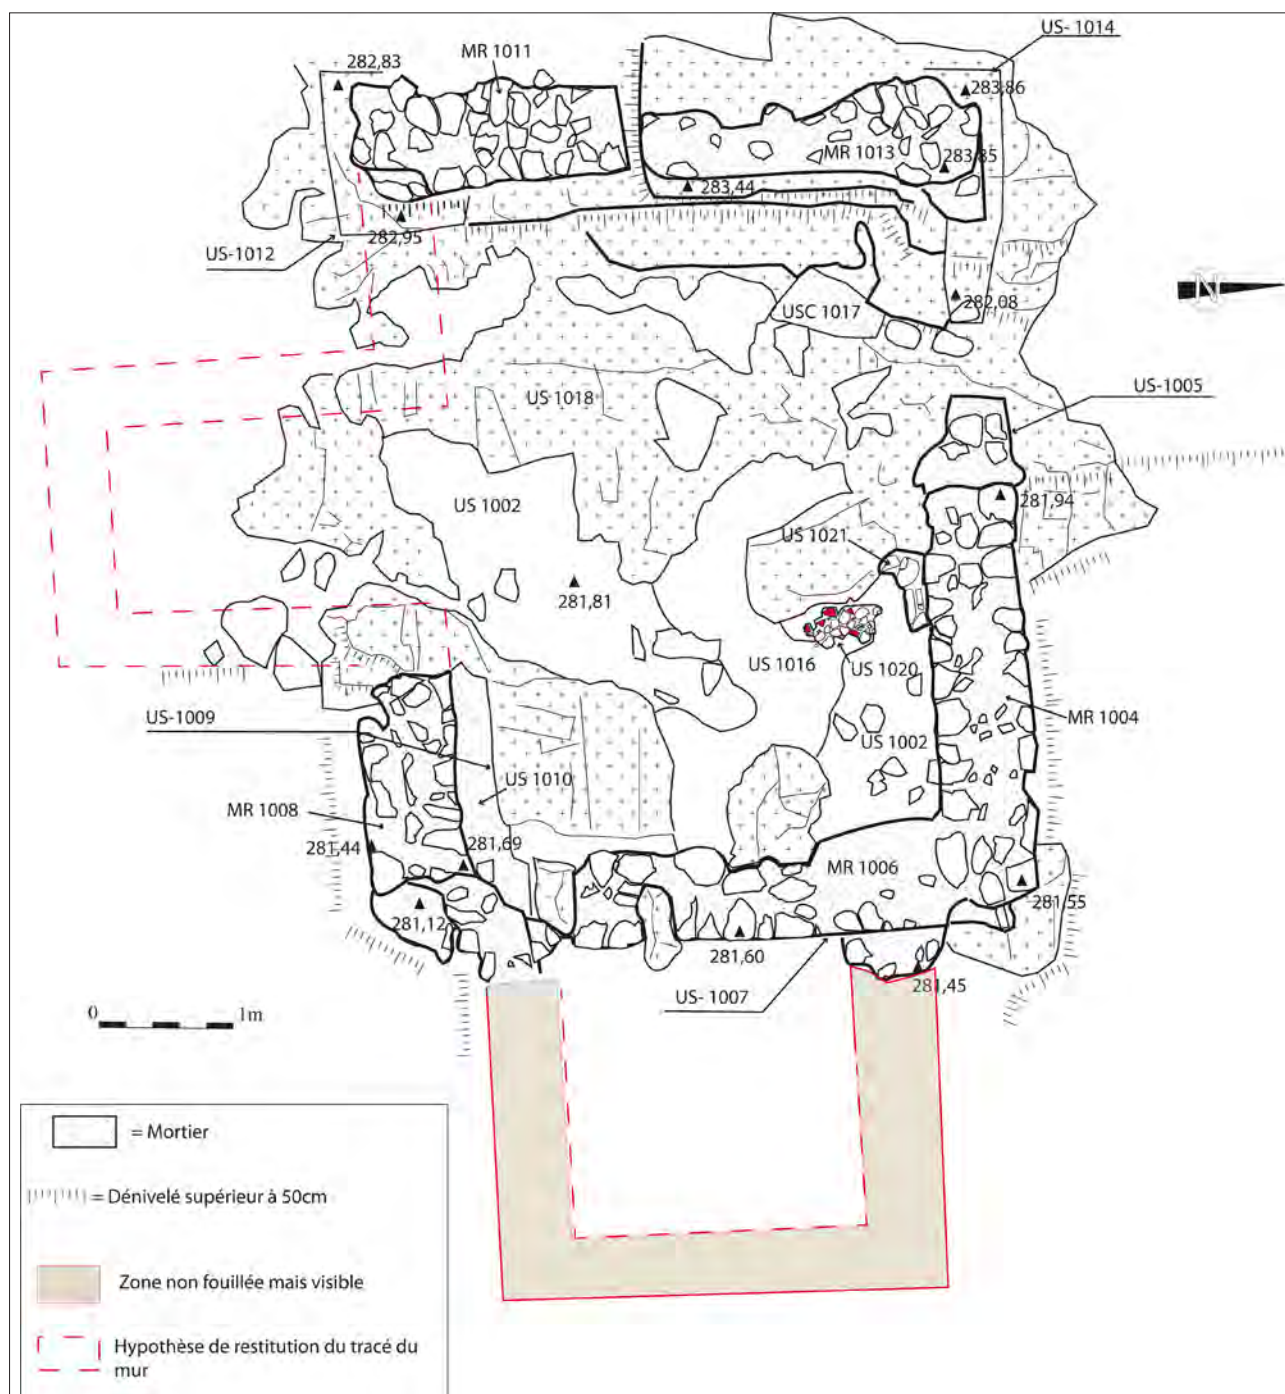 US- 1014
MR 1011
282,83
283,86
MR 1013
283,85
283,44
282,95
US-1012
N
USC 1017
282,08
US-1005
US 1018
281,94
US 1002
US 1021
281,81
US 1016
US 1020
US-1009
MR 1004
US 1002
US 1010
MR 1008
281,44
281,69
MR 1006
281,55
281,12
281,60
281,45
US- 1007
0 1m
= Mortier
= Dénivelé supérieur à 50cm
Zone non fouillée mais visible
Hypothèse de restitution du tracé du
mur